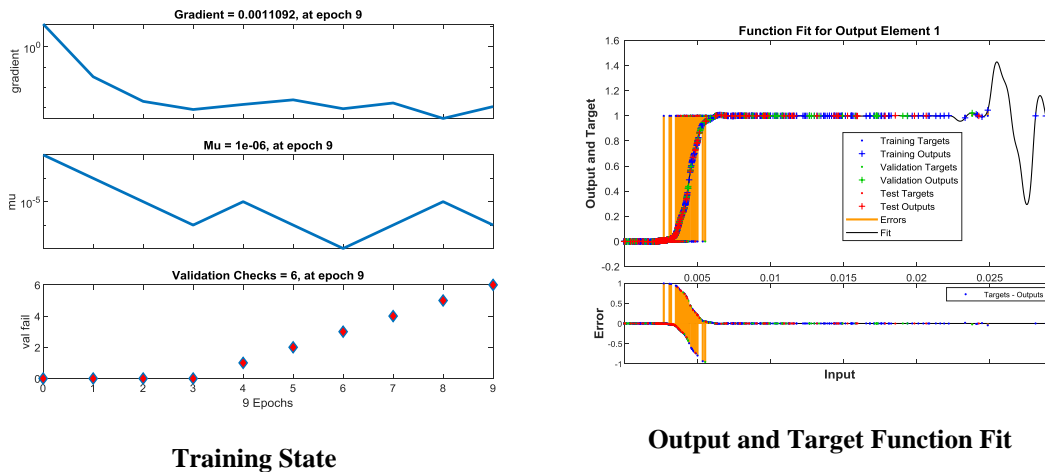 Gradient = 0.0011092, at epoch 9
10^0
gradient
Mu = 1e-06, at epoch 9
10^-5
mu
Validation Checks = 6, at epoch 9
6
4
2
0
val fail
0 1 2 3 4 5 6 7 8 9
9 Epochs
Training State
Function Fit for Output Element 1
1.6
1.4
1.2
1
0.8
0.6
0.4
0.2
0
-0.2
Output and Target
Training Targets
Training Outputs
Validation Targets
Validation Outputs
Test Targets
Test Outputs
Errors
Fit
0.005 0.01 0.015 0.02 0.025
1
0.5
0
-0.5
-1
Error
Targets - Outputs
Input
Output and Target Function Fit